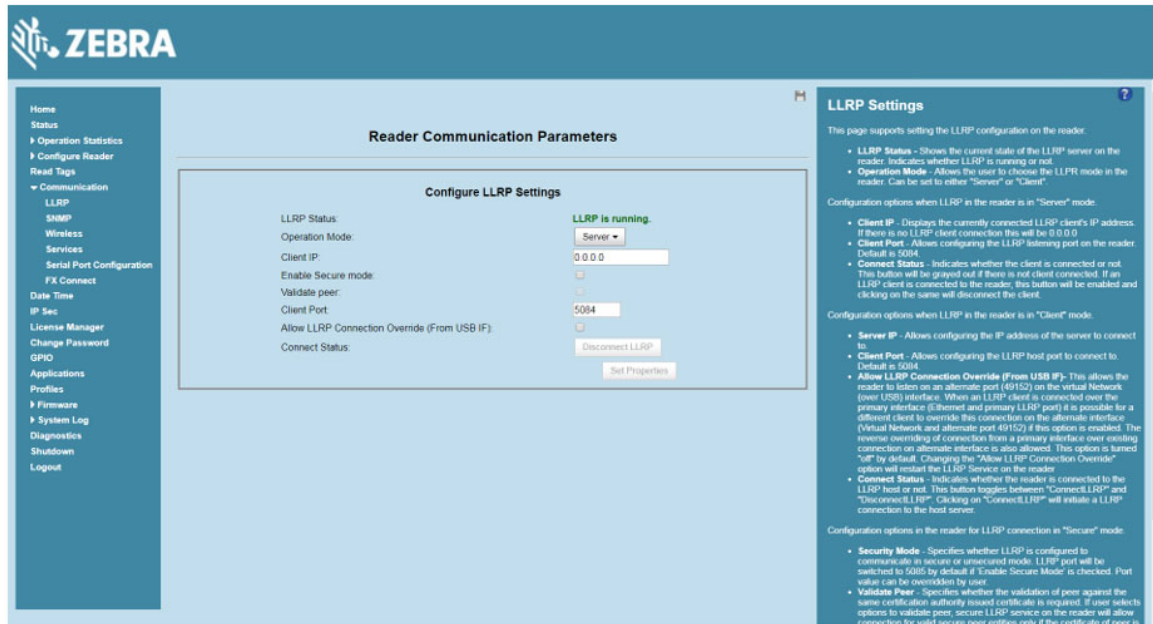 ZEBRA
Home
Status
Operation Statistics
Configure Reader
Read Tags
Communication
LLRP
SNMP
Wireless
Services
Serial Port Configuration
FX Connect
Date Time
IP Sec
License Manager
Change Password
GPIO
Applications
Profiles
Firmware
System Log
Diagnostics
Shutdown
Logout
Reader Communication Parameters
Configure LLRP Settings
LLRP Status: LLRP is running.
Operation Mode: Server
Client IP: 0.0.0.0
Enable Secure mode:
Validate peer:
Client Port: 5084
Allow LLRP Connection Override (From USB IF):
Connect Status: Disconnect LLRP
Set Properties
?
LLRP Settings
This page supports setting the LLRP configuration on the reader.
• LLRP Status - Shows the current state of the LLRP server on the
reader. Indicates whether LLRP is running or not.
• Operation Mode - Allows the user to choose the LLPR mode in the
reader. Can be set to either "Server" or "Client".
Configuration options when LLRP in the reader is in "Server" mode.
• Client IP - Displays the currently connected LLRP client's IP address.
If there is no LLRP client connection this will be 0.0.0.0
• Client Port - Allows configuring the LLRP listening port on the reader.
Default is 5084.
• Connect Status - Indicates whether the client is connected or not.
This button will be grayed out if there is not client connected. If an
LLRP client is connected to the reader, this button will be enabled and
clicking on the same will disconnect the client.
Configuration options when LLRP in the reader is in "Client" mode.
• Server IP - Allows configuring the IP address of the server to connect
to.
• Client Port - Allows configuring the LLRP host port to connect to.
Default is 5084.
• Allow LLRP Connection Override (From USB IF)- This allows the
reader to listen on an alternate port (49152) on the virtual Network
(over USB) interface. When an LLRP client is connected over the
primary interface (Ethernet and primary LLRP port) it is possible for a
different client to override this connection on the alternate interface
(Virtual Network and alternate port 49152) if this option is enabled. The
reverse overriding of connection from a primary interface over existing
connection on alternate interface is also allowed. This option is turned
"off" by default. Changing the "Allow LLRP Connection Override"
option will restart the LLRP Service on the reader
• Connect Status - Indicates whether the reader is connected to the
LLRP host or not. This button toggles between "ConnectLLRP" and
"DisconnectLLRP". Clicking on "ConnectLLRP" will initiate a LLRP
connection to the host server.
Configuration options in the reader for LLRP connection in "Secure" mode.
• Security Mode - Specifies whether LLRP is configured to
communicate in secure or unsecured mode. LLRP port will be
switched to 5085 by default if 'Enable Secure Mode' is checked. Port
value can be overridden by user.
• Validate Peer - Specifies whether the validation of peer against the
same certification authority issued certificate is required. If user selects
options to validate peer, secure LLRP service on the reader will allow
connection for valid secure peer entities only if the certificate of peer is